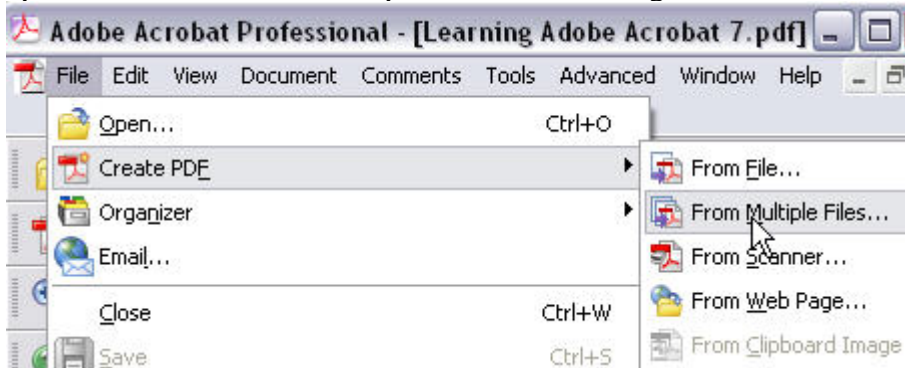 Adobe Acrobat Professional - [Learning Adobe Acrobat 7.pdf]
File Edit View Document Comments Tools Advanced Window Help
Open... Ctrl+O
Create PDF
From File...
Organizer
From Multiple Files...
Email...
From Scanner...
Close Ctrl+W
From Web Page...
Save Ctrl+S
From Clipboard Image